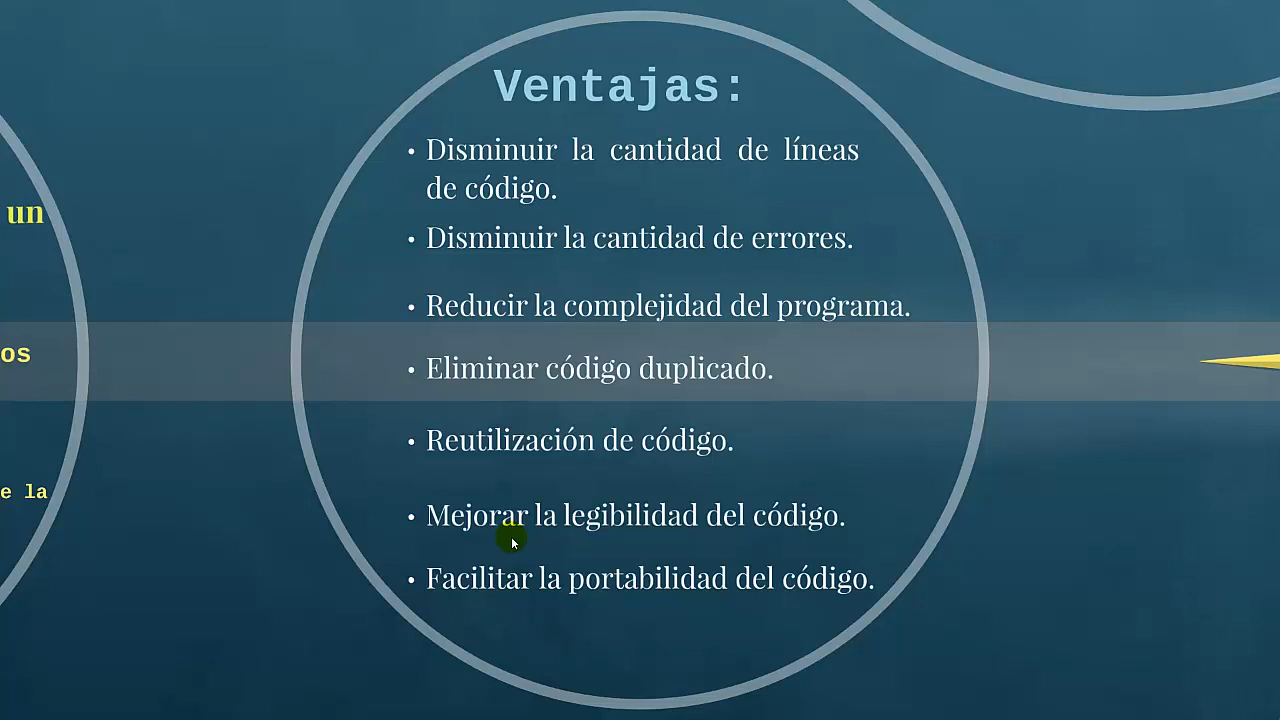 Ventajas:
• Disminuir la cantidad de líneas
de código.
• Disminuir la cantidad de errores.
• Reducir la complejidad del programa.
• Eliminar código duplicado.
• Reutilización de código.
• Mejorar la legibilidad del código.
• Facilitar la portabilidad del código.
un
os
e la